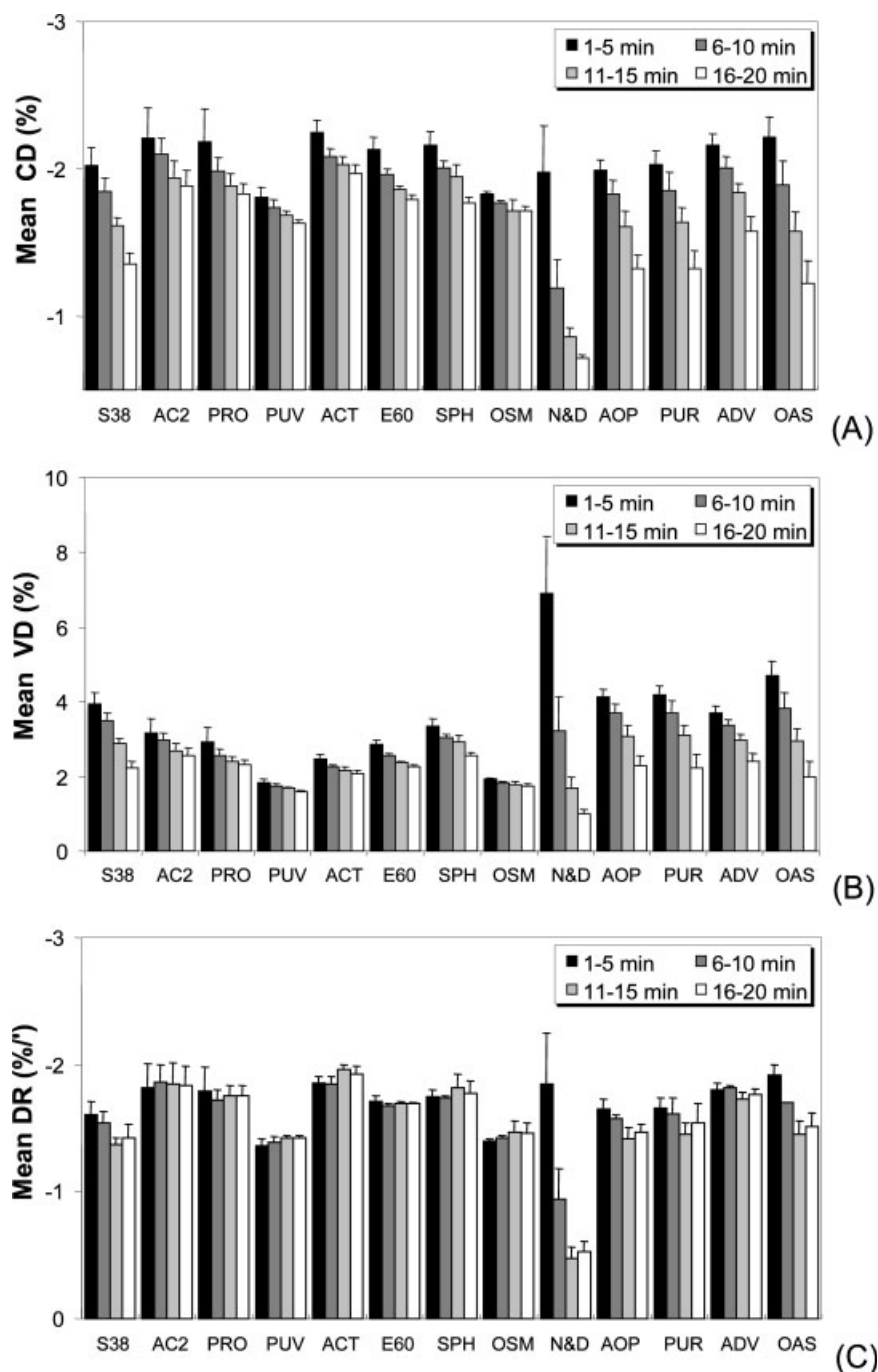 -3
1-5 min 6-10 min
11-15 min 16-20 min
-2
-1
Mean CD (%)
S38 AC2 PRO PUV ACT E60 SPH OSM N&D AOP PUR ADV OAS
(A)
10
1-5 min 6-10 min
11-15 min 16-20 min
8
6
4
2
0
Mean VD (%)
S38 AC2 PRO PUV ACT E60 SPH OSM N&D AOP PUR ADV OAS
(B)
-3
1-5 min 6-10 min
11-15 min 16-20 min
-2
-1
0
Mean DR (%/')
S38 AC2 PRO PUV ACT E60 SPH OSM N&D AOP PUR ADV OAS
(C)